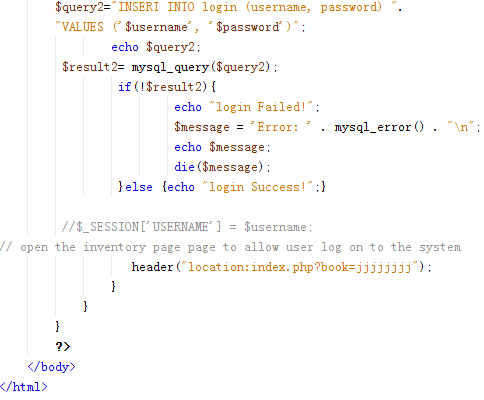 $query2="INSERT INTO login (username, password) ".
"VALUES ('$username', '$password')";
echo $query2;
$result2= mysql_query($query2);
if(!$result2){
echo "login Failed!";
$message = 'Error: ' . mysql_error() . "\n";
echo $message;
die($message);
}else {echo "login Success!";}
//$_SESSION['USERNAME'] = $username;
// open the inventory page page to allow user log on to the system
header("location:index.php?book=jjjjjjjj");
}
}
}
?>
</body>
</html>